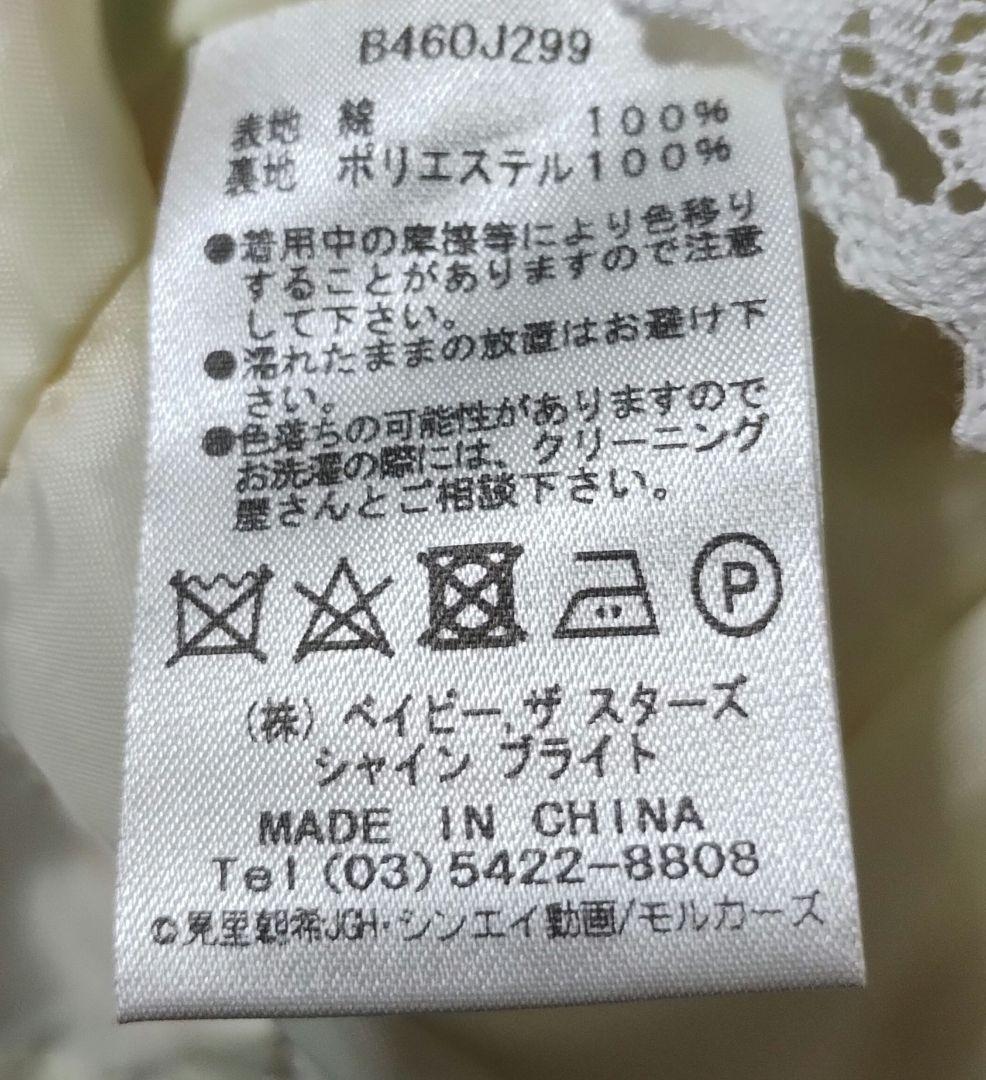 B460J299
表地 綿 100%
裏地 ポリエステル100%
●着用中の摩擦等により色移り
することがありますので注意
して下さい。
●濡れたままの放置はお避け下
さい。
●色落ちの可能性がありますので
お洗濯の際には、クリーニング
屋さんとご相談下さい。
P
(株) ベイビー,ザ スターズ
シャイン ブライト
MADE IN CHINA
Tel (03) 5422-8808
©見里朝希JGH・シンエイ動画/モルカーズ